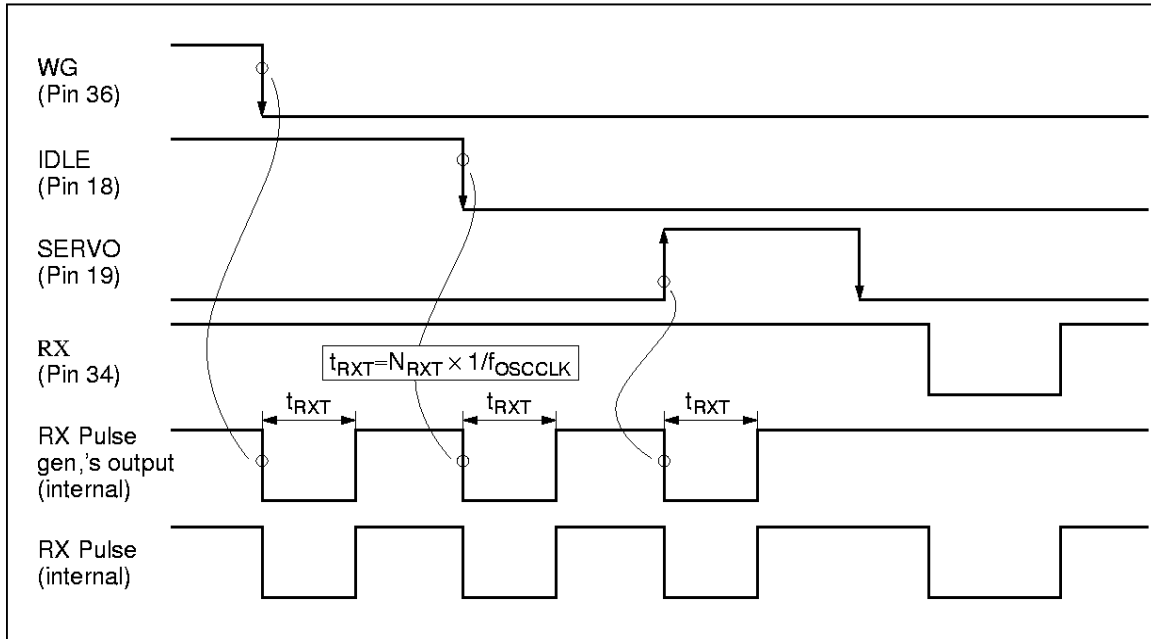 WG
(Pin 36)
IDLE
(Pin 18)
SERVO
(Pin 19)
RX
(Pin 34)
tRXT=NRXT × 1/fOSCCLK
tRXT tRXT tRXT
RX Pulse
gen,'s output
(internal)
RX Pulse
(internal)